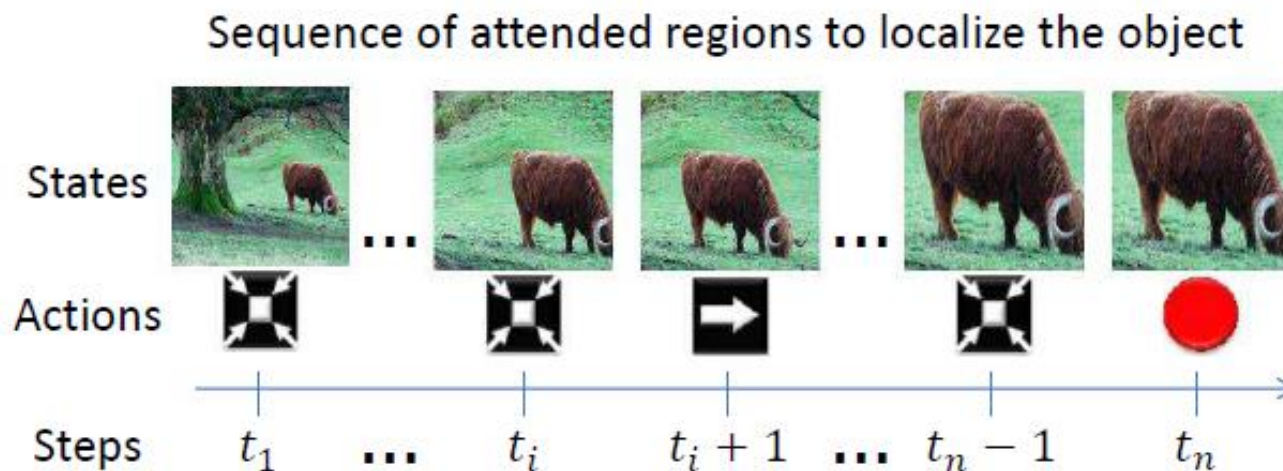 Sequence of attended regions to localize the object
States
... ...
Actions
Steps t_1 ... t_i t_i + 1 ... t_n − 1 t_n